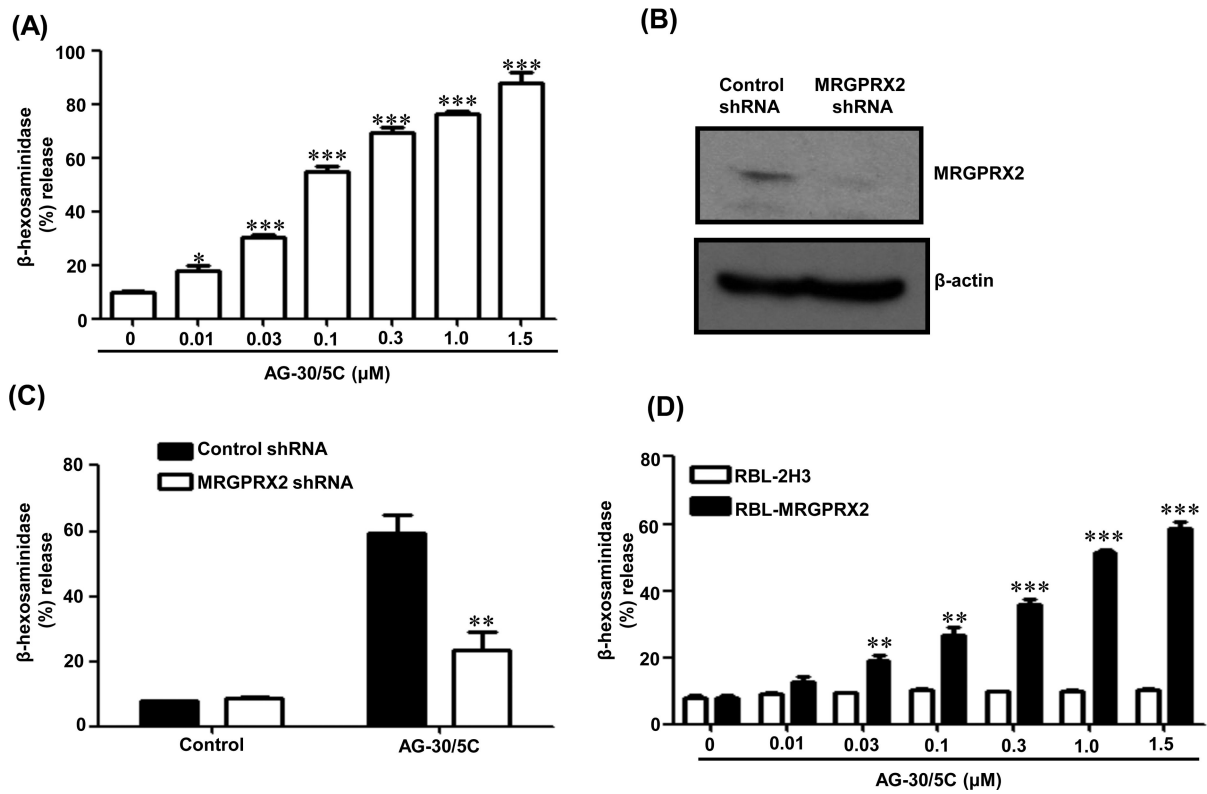 (A)
100
80
60
40
20
0
β-hexosaminidase
(%) release
*
***
***
***
***
***
0 0.01 0.03 0.1 0.3 1.0 1.5
AG-30/5C (µM)
(B)
Control
shRNA
MRGPRX2
shRNA
MRGPRX2
β-actin
(C)
Control shRNA
MRGPRX2 shRNA
80
60
40
20
0
β-hexosaminidase
(%) release
**
Control AG-30/5C
(D)
RBL-2H3
RBL-MRGPRX2
80
60
40
20
0
β-hexosaminidase
(%) release
**
**
***
***
***
0 0.01 0.03 0.1 0.3 1.0 1.5
AG-30/5C (µM)